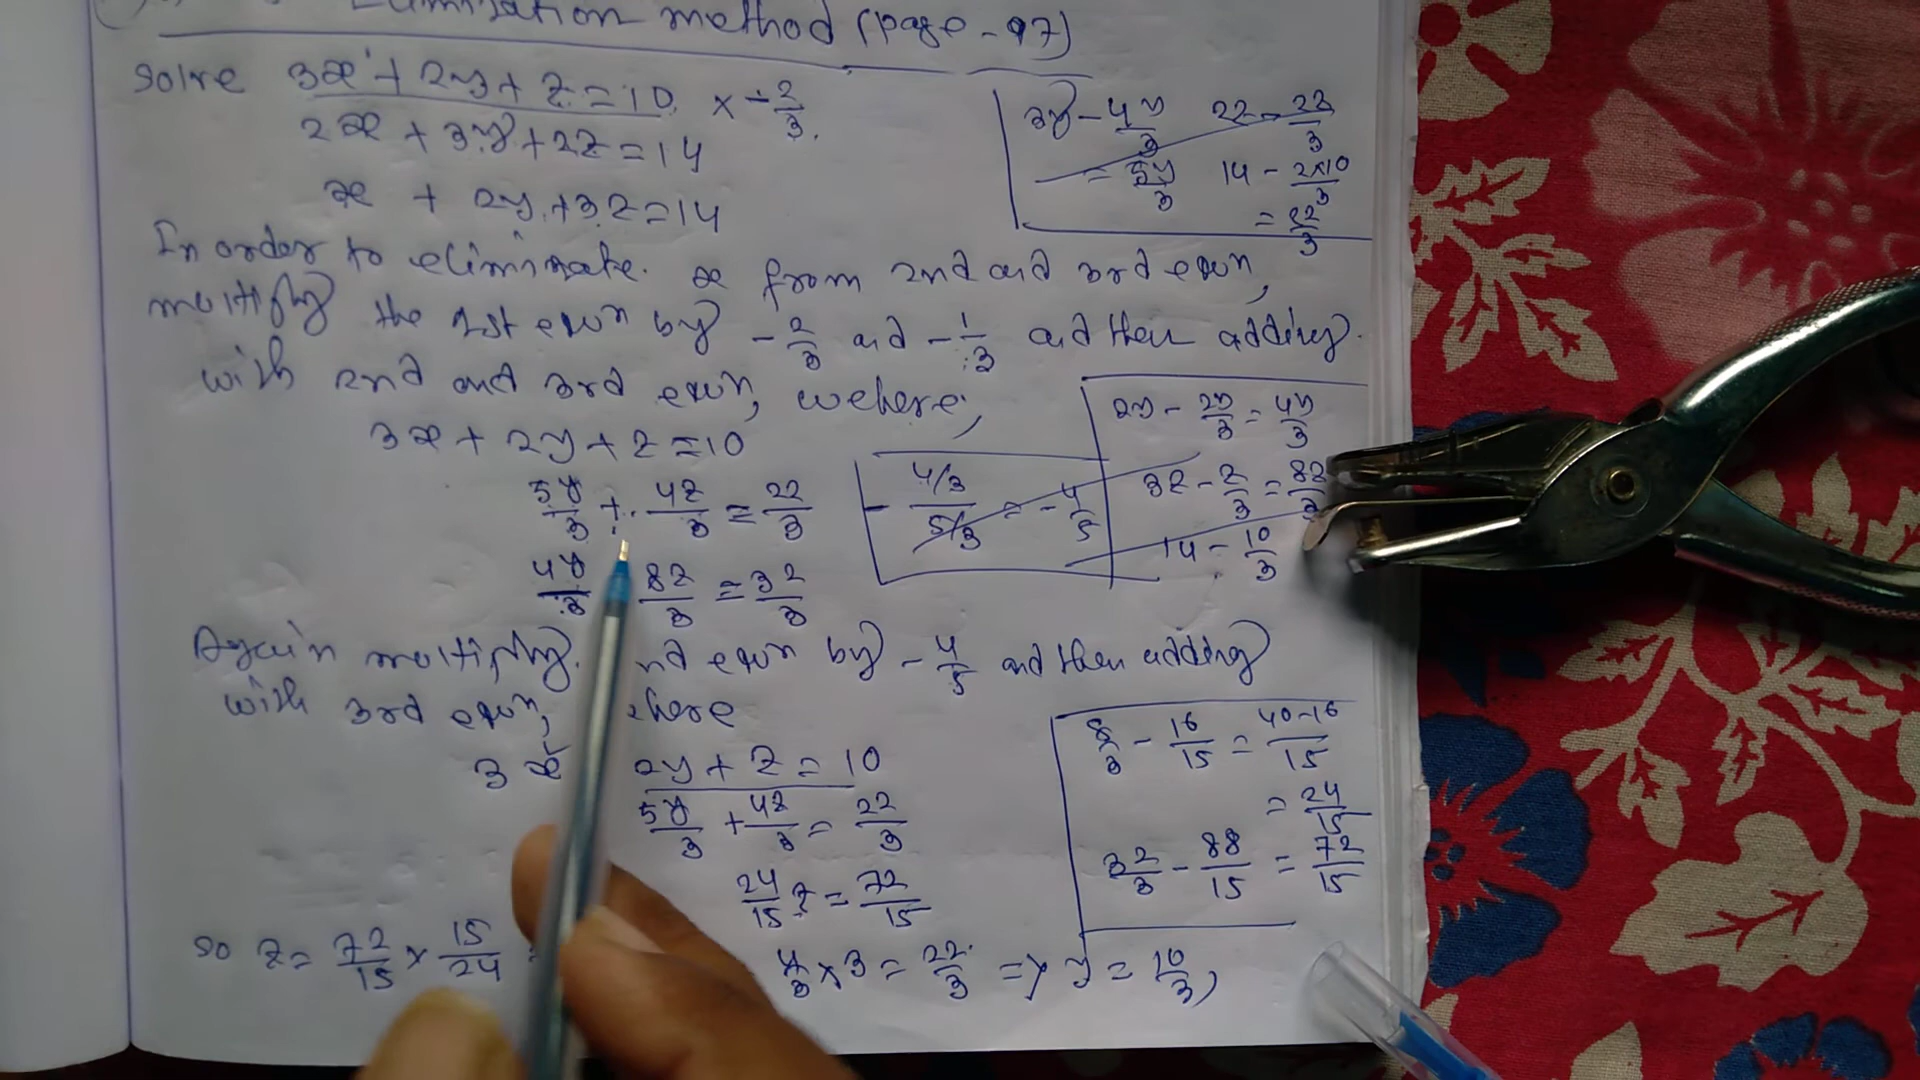 Elimination method (page-97)
Solve 3x + 2y + z = 10 × -2/3
2x + 3y + 2z = 14
x + 2y + 3z = 14
3y - 4y/3 2z - 2z/3
= 5y/3 14 - 2×10/3
= 22/3
In order to eliminate x from 2nd and 3rd eqn,
multiply the 1st eqn by -2/3 and -1/3 and then adding
with 2nd and 3rd eqn, we here,
3x + 2y + z = 10
5y/3 + 4z/3 = 22/3
4y/3 8z/3 = 32/3
- 4/3 / 5/3 = -4/5
2y - 2y/3 = 4y/3
3z - z/3 = 8z/3
14 - 10/3
Again multiply nd eqn by -4/5 and then adding
with 3rd eqn, here
3x 2y + z = 10
5y/3 + 4z/3 = 22/3
24/15 z = 72/15
8/3 - 16/15 = 40-16/15
= 24/15
32/3 - 88/15 = 72/15
So z = 72/15 × 15/24 =
4/3 × 3 = 22/3 => y = 10/3,